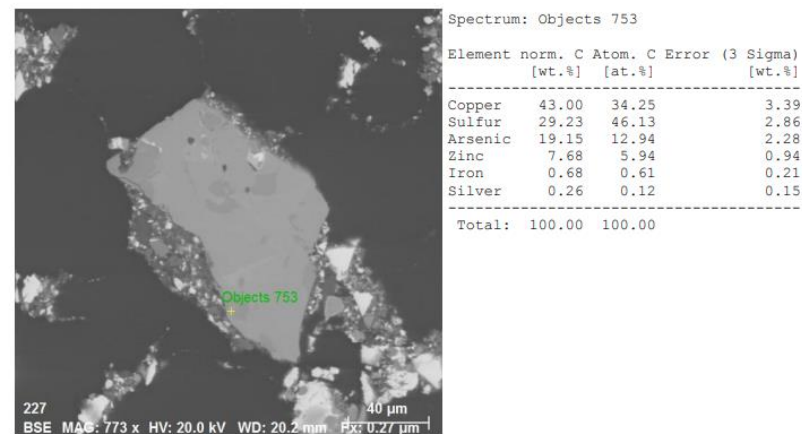 Spectrum: Objects 753
Element norm. C Atom. C Error (3 Sigma)
[wt.%] [at.%] [wt.%]
Copper 43.00 34.25 3.39
Sulfur 29.23 46.13 2.86
Arsenic 19.15 12.94 2.28
Zinc 7.68 5.94 0.94
Iron 0.68 0.61 0.21
Silver 0.26 0.12 0.15
Total: 100.00 100.00
Objects 753
227
40 µm
BSE MAG: 773 x HV: 20.0 kV WD: 20.2 mm Px: 0.27 µm